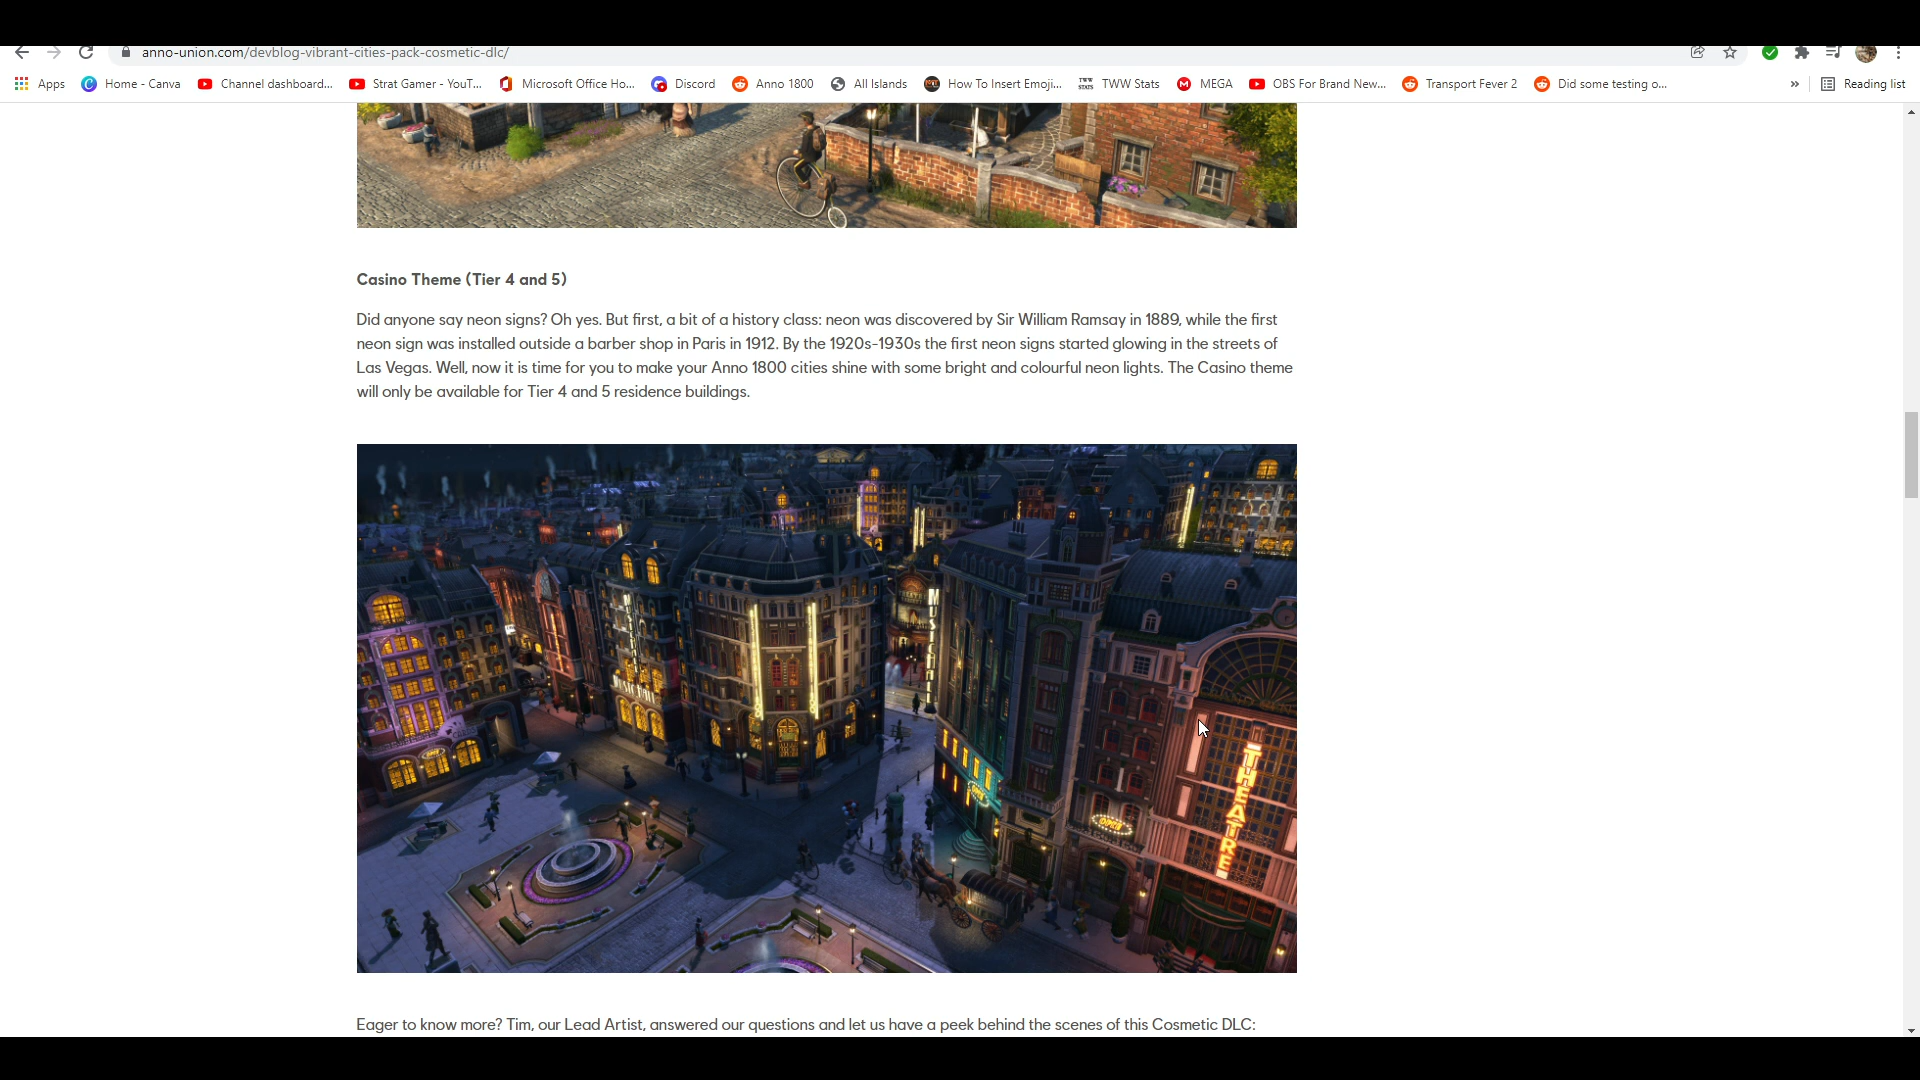 anno-union.com/devblog-vibrant-cities-pack-cosmetic-dlc/
Apps Home - Canva Channel dashboard... Strat Gamer - YouT... Microsoft Office Ho... Discord Anno 1800 All Islands How To Insert Emoji... TWW STATS TWW Stats MEGA OBS For Brand New... Transport Fever 2 Did some testing o... » Reading list
Casino Theme (Tier 4 and 5)
Did anyone say neon signs? Oh yes. But first, a bit of a history class: neon was discovered by Sir William Ramsay in 1889, while the first
neon sign was installed outside a barber shop in Paris in 1912. By the 1920s-1930s the first neon signs started glowing in the streets of
Las Vegas. Well, now it is time for you to make your Anno 1800 cities shine with some bright and colourful neon lights. The Casino theme
will only be available for Tier 4 and 5 residence buildings.
MUSIC HALL
OPEN
THEATRE
Eager to know more? Tim, our Lead Artist, answered our questions and let us have a peek behind the scenes of this Cosmetic DLC: